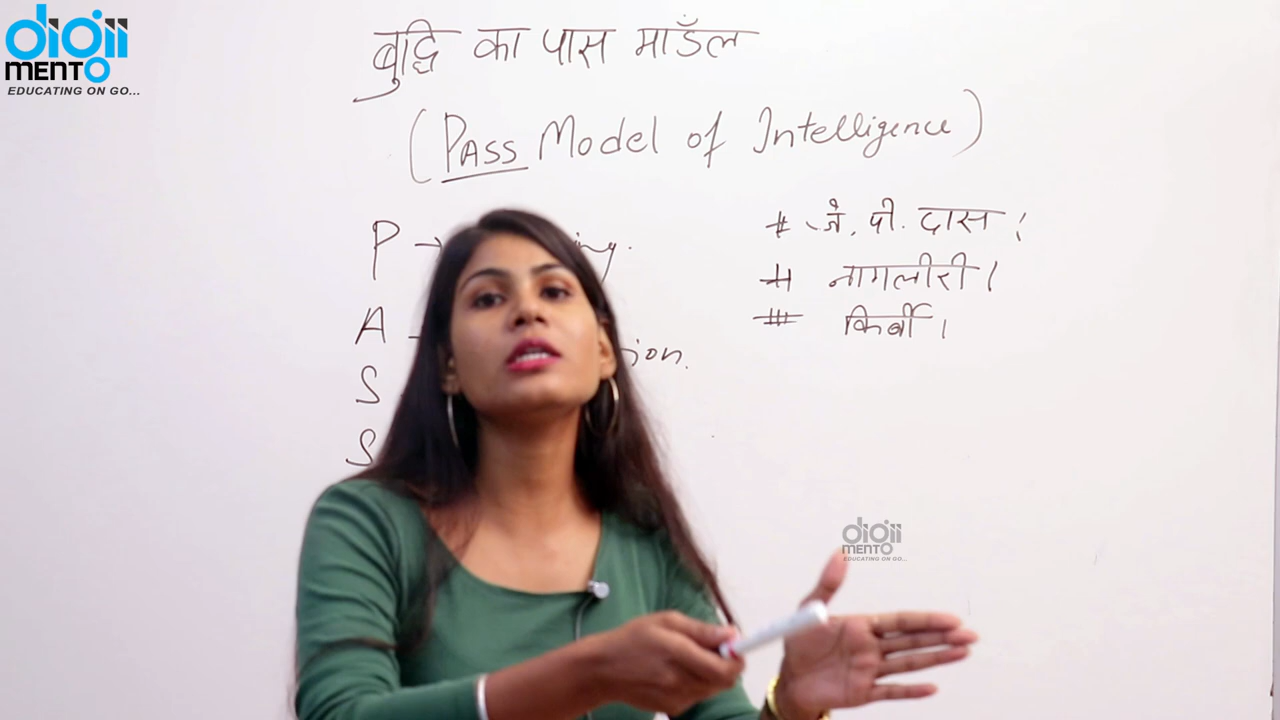 digii
MENTO
EDUCATING ON GO...
बुद्धि का पास मॉडल
(PASS Model of Intelligence)
P →
A -
S
S
# जे. पी. दास ।
# नागलीरी ।
# किर्बी ।
digii
MENTO
EDUCATING ON GO...